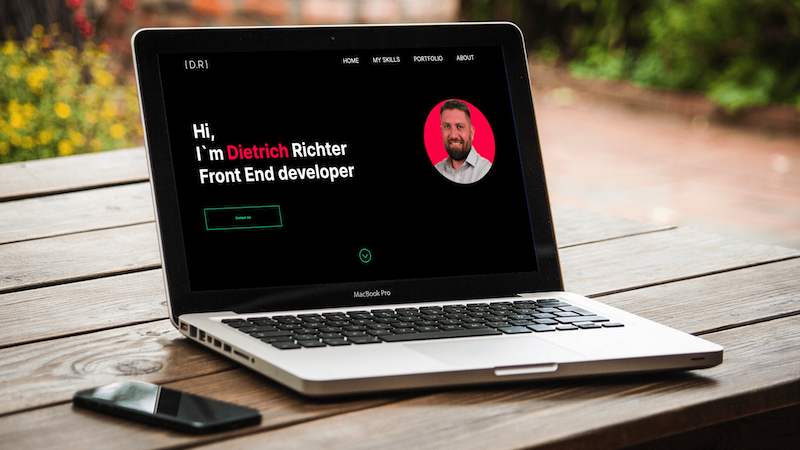 {D.R}
HOME MY SKILLS PORTFOLIO ABOUT
Hi,
I`m Dietrich Richter
Front End developer
Contact me
MacBook Pro